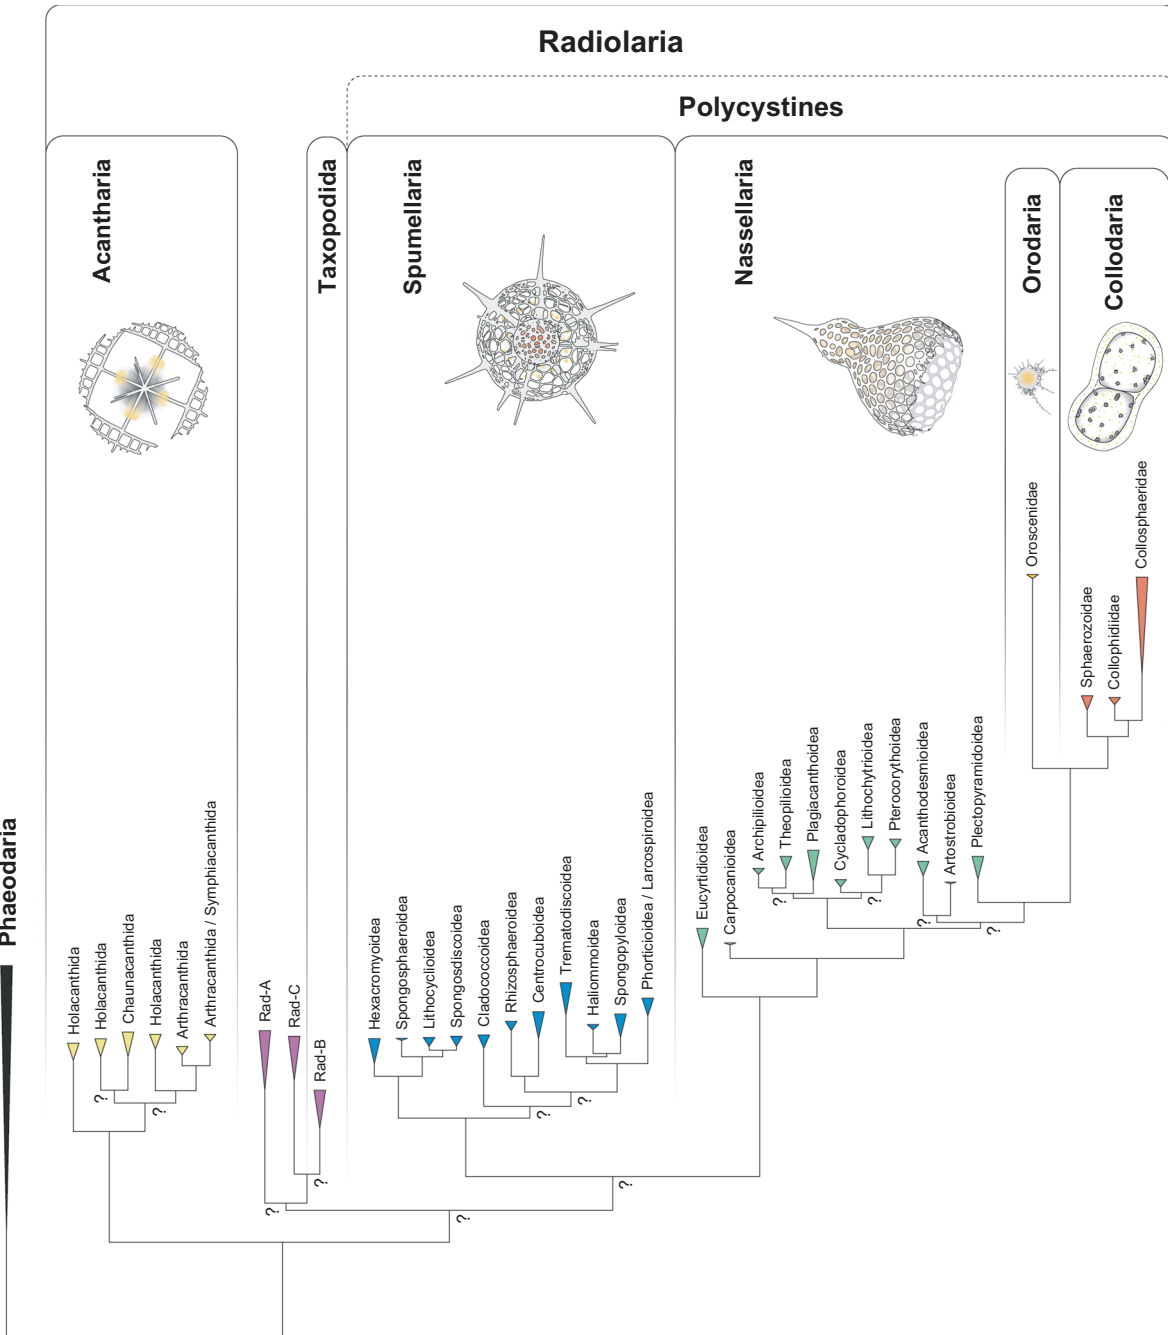 Radiolaria
Polycystines
Acantharia
Taxopodida
Spumellaria
Nassellaria
Orodaria
Collodaria
Phaeodaria
Holacanthida
Holacanthida
Chaunacanthida
Holacanthida
Arthracanthida
Arthracanthida / Symphiacanthida
Rad-A
Rad-C
Rad-B
Hexacromyoidea
Spongosphaeroidea
Lithocyclioidea
Spongosdiscoidea
Cladococcoidea
Rhizosphaeroidea
Centrocuboidea
Trematodiscoidea
Haliommoidea
Spongopyloidea
Phorticioidea / Larcospiroidea
Eucyrtidioidea
Carpocanioidea
Archipilioidea
Theopilioidea
Plagiacanthoidea
Cycladophoroidea
Lithochytrioidea
Pterocorythoidea
Acanthodesmioidea
Artostrobioidea
Plectopyramidoidea
Oroscenidae
Sphaerozoidae
Collophidiidae
Collosphaeridae
?
?
?
?
?
?
?
?
?
?
?
?